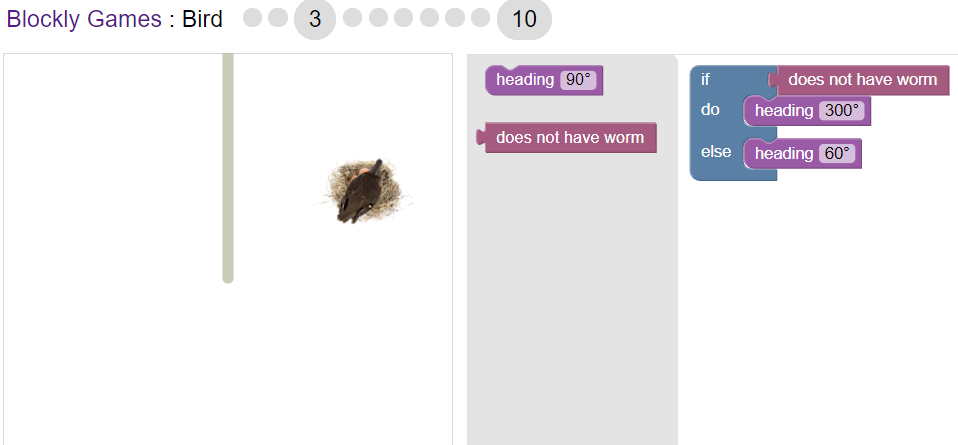 Blockly Games : Bird 3 10
heading 90°
does not have worm
if does not have worm
do heading 300°
else heading 60°